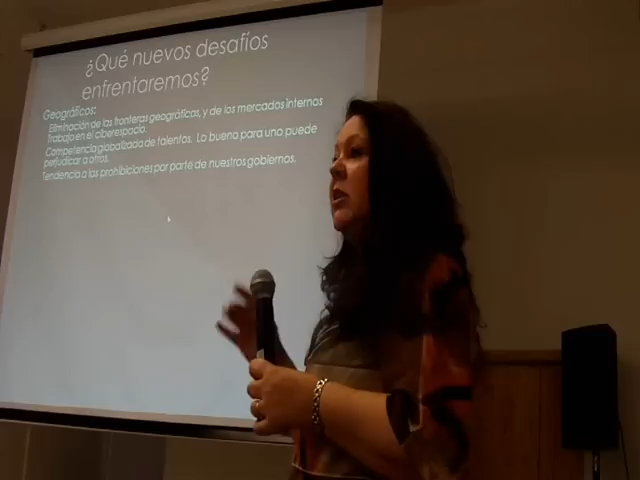 ¿Qué nuevos desafíos
enfrentaremos?
Geográficos:
Eliminación de las fronteras geográficas, y de los mercados internos
Trabajo en el ciberespacio.
Competencia globalizada de talentos. Lo bueno para uno puede
perjudicar a otros.
Tendencia a las prohibiciones por parte de nuestros gobiernos.